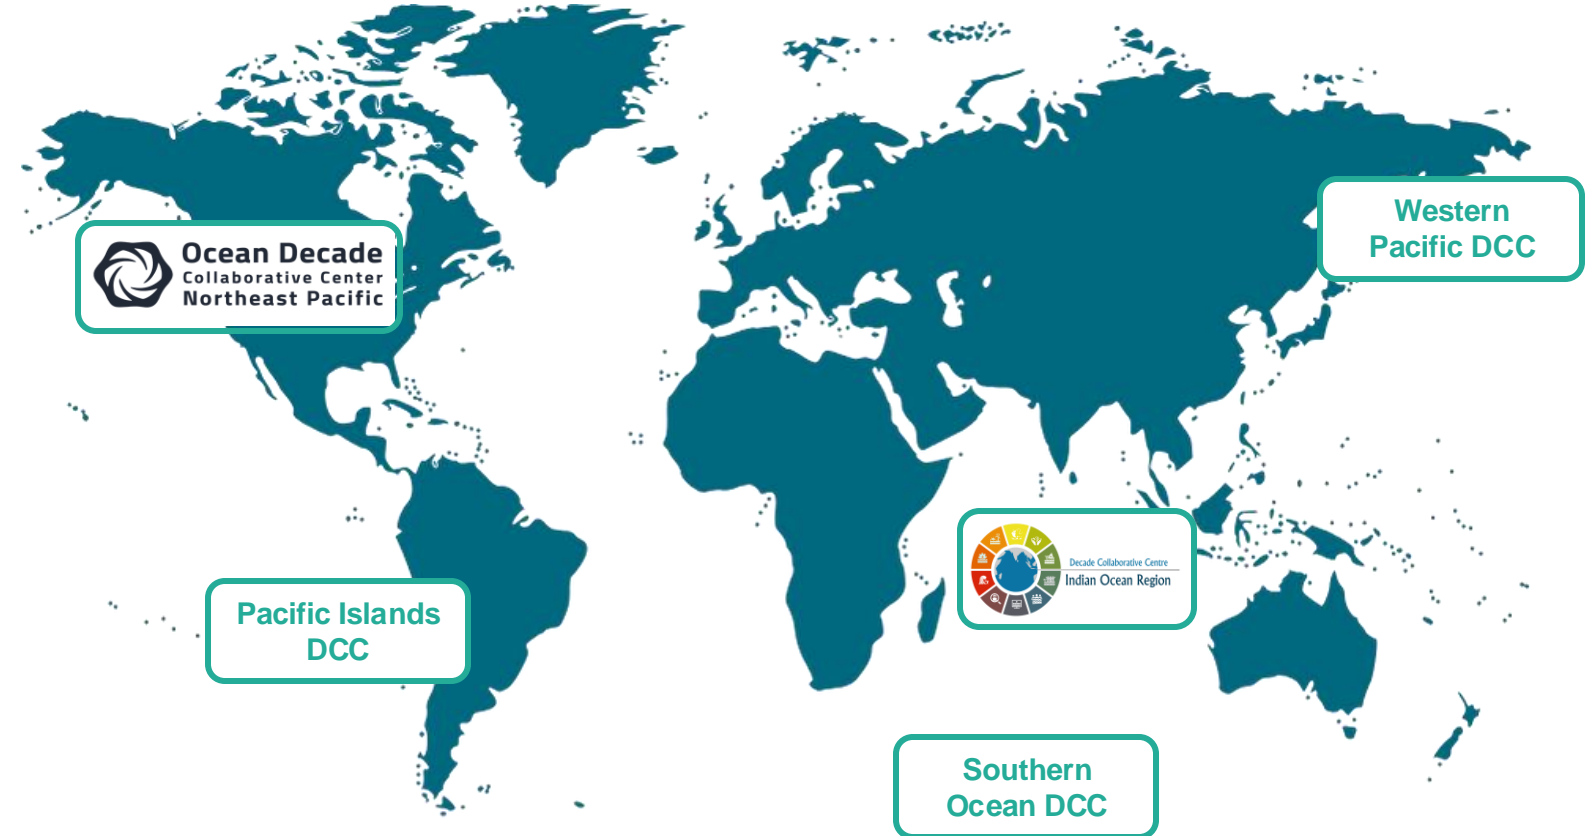 Western
Pacific DCC
Ocean Decade
Collaborative Center
Northeast Pacific
Decade Collaborative Centre
Indian Ocean Region
Pacific Islands
DCC
Southern
Ocean DCC